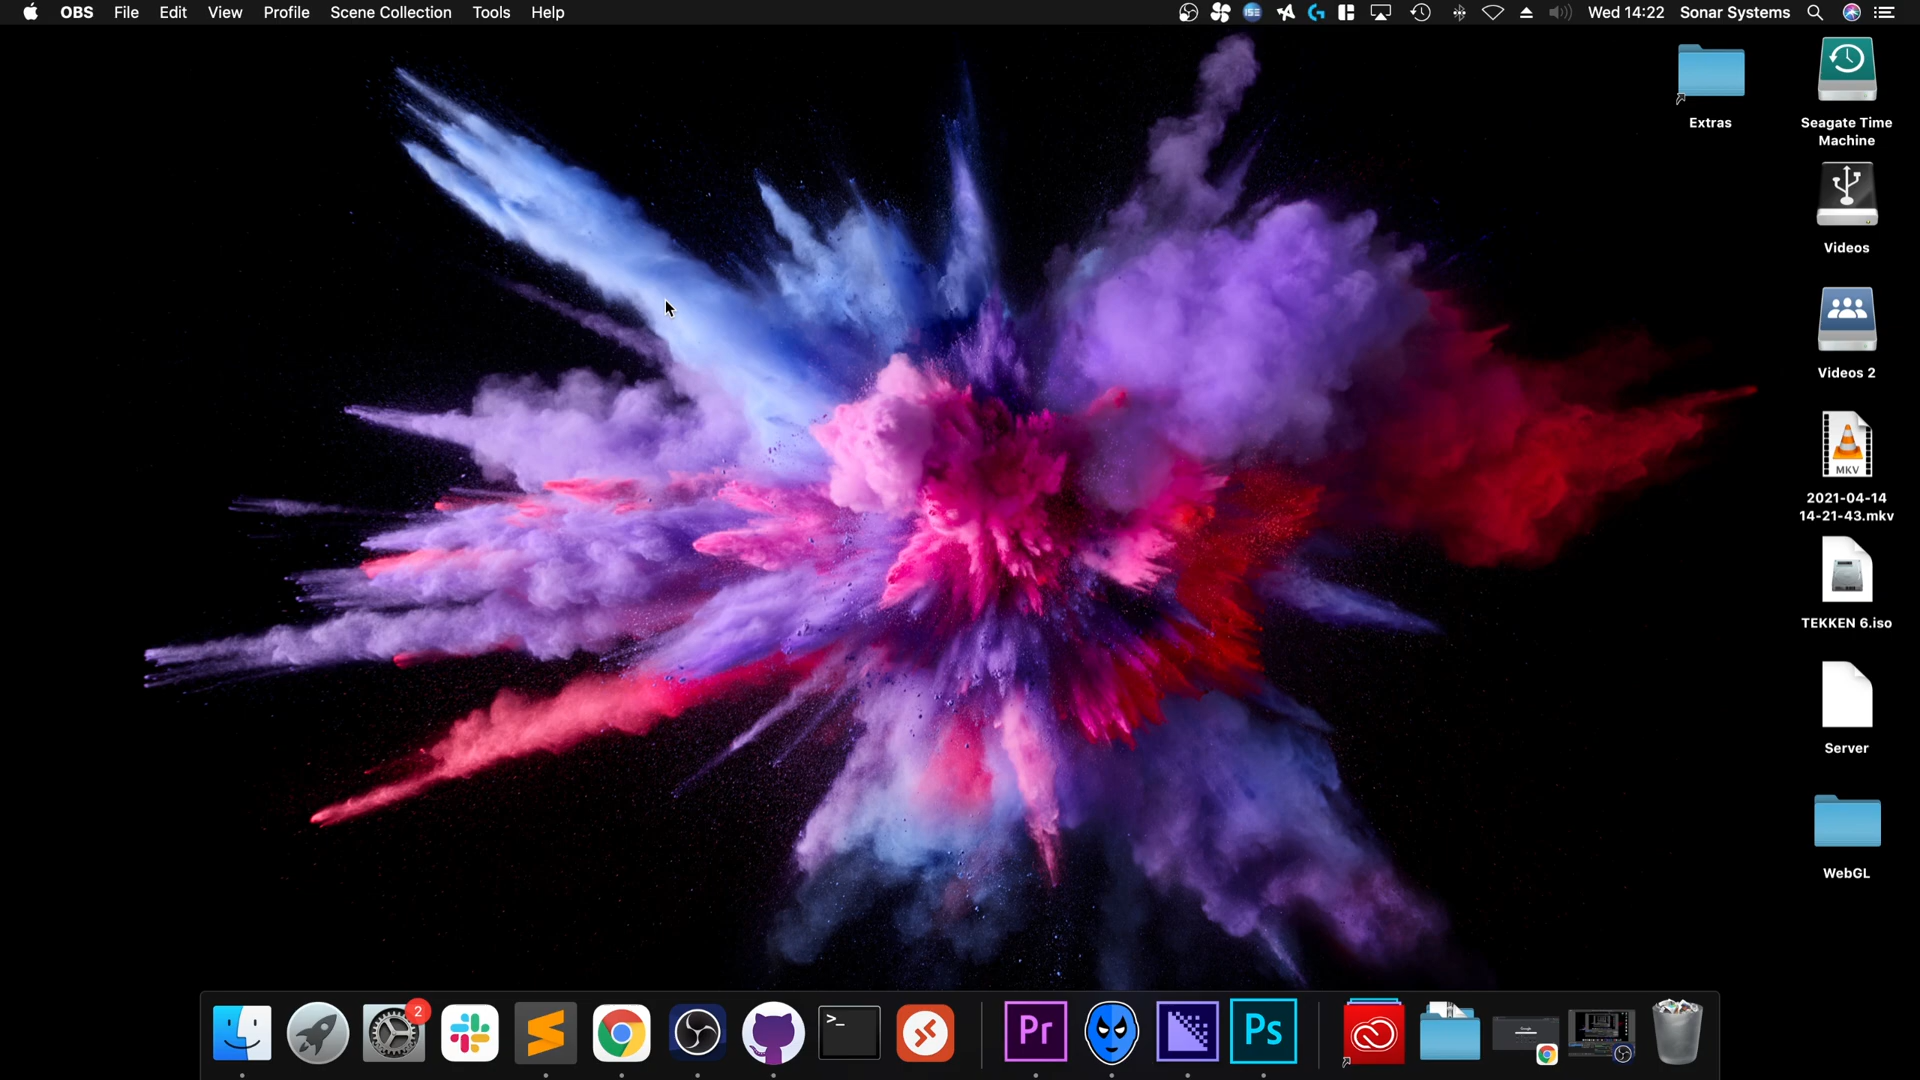 OBS File Edit View Profile Scene Collection Tools Help ISE Wed 14:22 Sonar Systems
Extras
Seagate Time
Machine
Videos
Videos 2
MKV
2021-04-14
14-21-43.mkv
TEKKEN 6.iso
Server
WebGL
2
>_
Pr
Ps